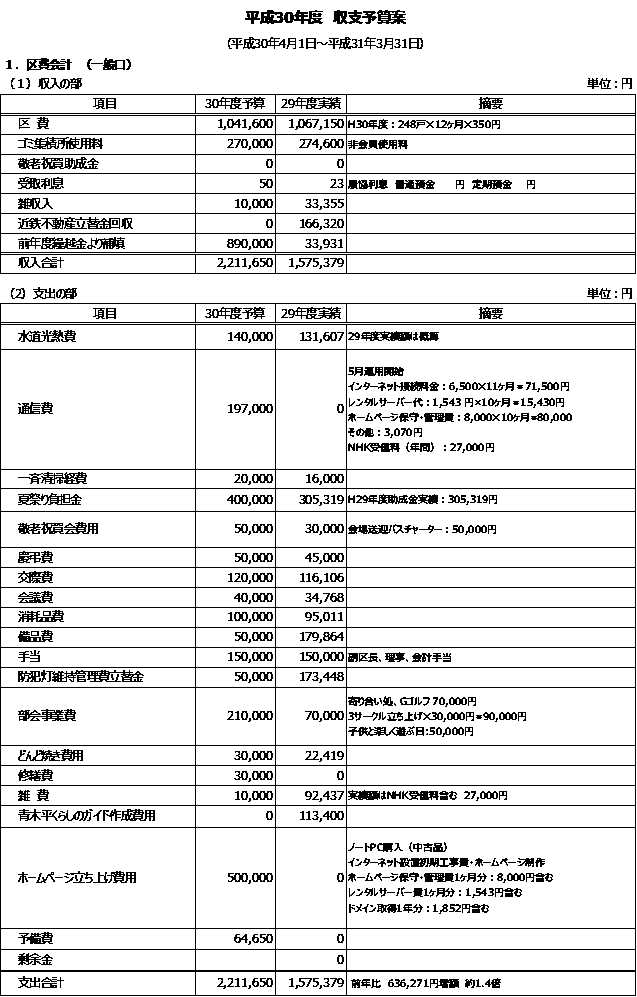 平成30年度 収支予算案
(平成30年4月1日～平成31年3月31日)
1．区費会計 （一般口）
（1）収入の部 単位：円
項目 30年度予算 29年度実績 摘要
区 費 1,041,600 1,067,150 H30年度：248戸×12ヶ月×350円
ゴミ集積所使用料 270,000 274,600 非会員使用料
敬老祝賀助成金 0 0
受取利息 50 23 農協利息 普通預金 円 定期預金 円
雑収入 10,000 33,355
近鉄不動産立替金回収 0 166,320
前年度繰越金より補填 890,000 33,931
収入合計 2,211,650 1,575,379
（2）支出の部 単位：円
項目 30年度予算 29年度実績 摘要
水道光熱費 140,000 131,607 29年度実績額は概算
通信費 197,000 0 5月運用開始
インターネット接続料金：6,500×11ヶ月＝71,500円
レンタルサーバー代：1,543円×10ヶ月＝15,430円
ホームページ保守・管理費：8,000×10ヶ月=80,000
その他：3,070円
NHK受信料（年間）：27,000円
一斉清掃経費 20,000 16,000
夏祭り負担金 400,000 305,319 H29年度助成金実績：305,319円
敬老祝賀会費用 50,000 30,000 会場送迎バスチャーター：50,000円
慶弔費 50,000 45,000
交際費 120,000 116,106
会議費 40,000 34,768
消耗品費 100,000 95,011
備品費 50,000 179,864
手当 150,000 150,000 副区長、理事、会計手当
防犯灯維持管理費立替金 50,000 173,448
部会事業費 210,000 70,000 寄り合い処、Gゴルフ 70,000円
3サークル立ち上げ×30,000円＝90,000円
子供と楽しく遊ぶ日:50,000円
どんど焼き費用 30,000 22,419
修繕費 30,000 0
雑 費 10,000 92,437 実績額はNHK受信料含む 27,000円
青木平くらしのガイド作成費用 0 113,400
ホームページ立ち上げ費用 500,000 0 ノートPC購入（中古品）
インターネット設置初期工事費・ホームページ制作
ホームページ保守・管理費1ヶ月分：8,000円含む
レンタルサーバー費1ヶ月分：1,543円含む
ドメイン取得1年分：1,852円含む
予備費 64,650 0
剰余金 0
支出合計 2,211,650 1,575,379 前年比 636,271円増額 約1.4倍